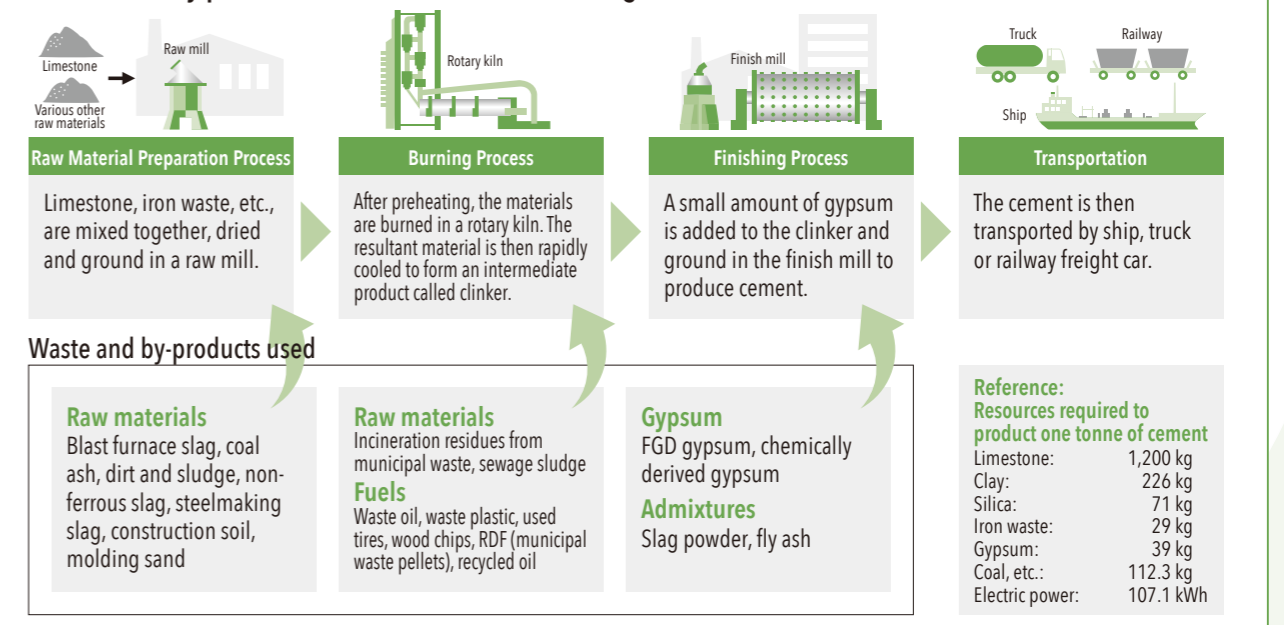 Limestone
Various other
raw materials
Raw mill
Rotary kiln
Finish mill
Truck
Railway
Ship
Raw Material Preparation Process
Limestone, iron waste, etc.,
are mixed together, dried
and ground in a raw mill.
Burning Process
After preheating, the materials
are burned in a rotary kiln. The
resultant material is then rapidly
cooled to form an intermediate
product called clinker.
Finishing Process
A small amount of gypsum
is added to the clinker and
ground in the finish mill to
produce cement.
Transportation
The cement is then
transported by ship, truck
or railway freight car.
Waste and by-products used
Raw materials
Blast furnace slag, coal
ash, dirt and sludge, non-
ferrous slag, steelmaking
slag, construction soil,
molding sand
Raw materials
Incineration residues from
municipal waste, sewage sludge
Fuels
Waste oil, waste plastic, used
tires, wood chips, RDF (municipal
waste pellets), recycled oil
Gypsum
FGD gypsum, chemically
derived gypsum
Admixtures
Slag powder, fly ash
Reference:
Resources required to
product one tonne of cement
Limestone: 1,200 kg
Clay: 226 kg
Silica: 71 kg
Iron waste: 29 kg
Gypsum: 39 kg
Coal, etc.: 112.3 kg
Electric power: 107.1 kWh